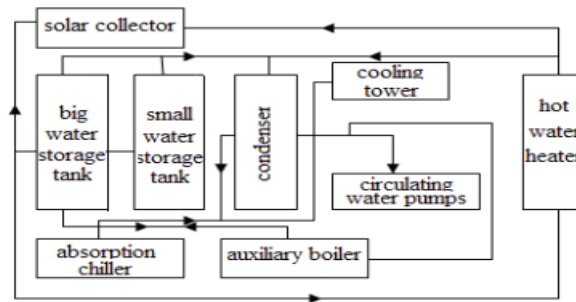 solar collector
cooling
tower
big
water
storage
tank
small
water
storage
tank
condenser
hot
water
heater
circulating
water pumps
absorption
chiller
auxiliary boiler